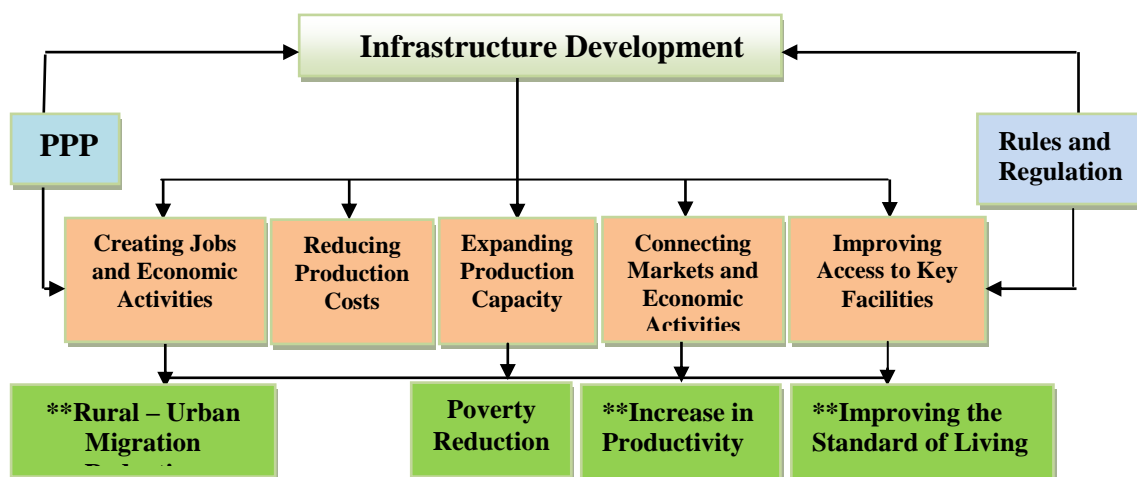 Infrastructure Development
PPP
Rules and
Regulation
Creating Jobs
and Economic
Activities
Reducing
Production
Costs
Expanding
Production
Capacity
Connecting
Markets and
Economic
Activities
Improving
Access to Key
Facilities
**Rural – Urban
Migration
Poverty
Reduction
**Increase in
Productivity
**Improving the
Standard of Living